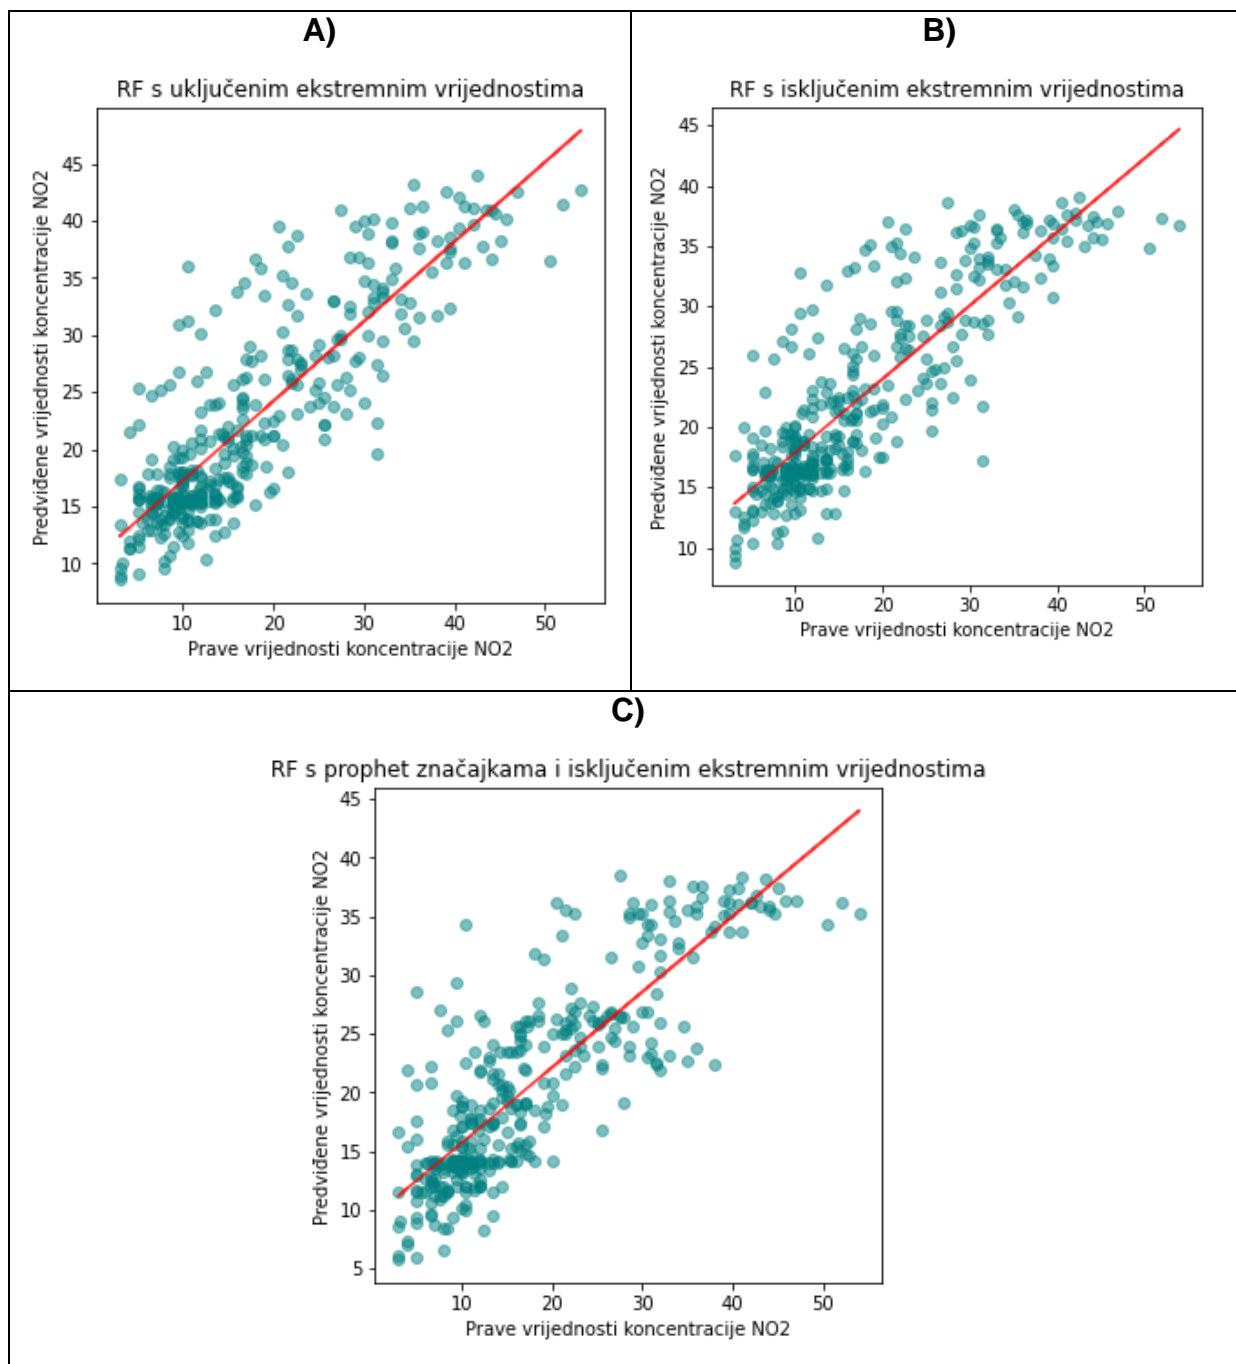 A)
RF s uključenim ekstremnim vrijednostima
45
40
35
30
25
20
15
10
Predviđene vrijednosti koncentracije NO2
10 20 30 40 50
Prave vrijednosti koncentracije NO2
B)
RF s isključenim ekstremnim vrijednostima
45
40
35
30
25
20
15
10
Predviđene vrijednosti koncentracije NO2
10 20 30 40 50
Prave vrijednosti koncentracije NO2
C)
RF s prophet značajkama i isključenim ekstremnim vrijednostima
45
40
35
30
25
20
15
10
5
Predviđene vrijednosti koncentracije NO2
10 20 30 40 50
Prave vrijednosti koncentracije NO2